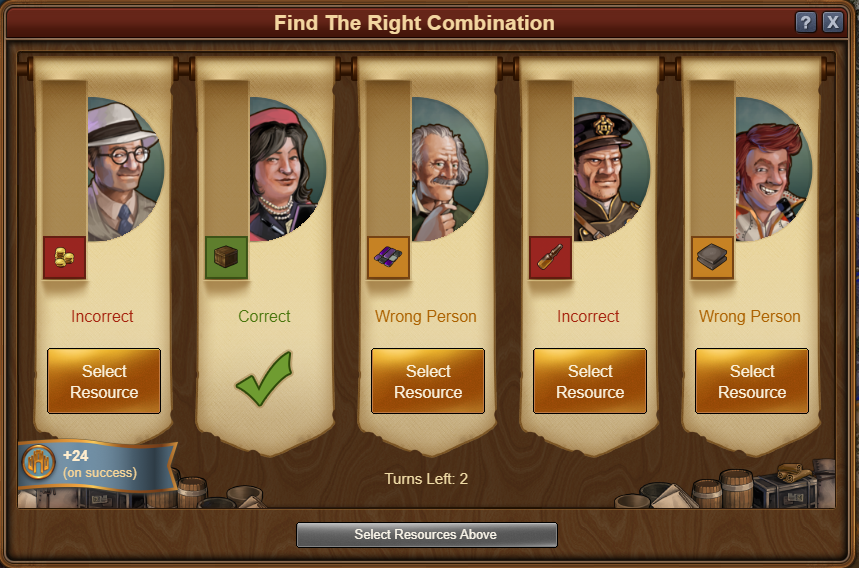 Find The Right Combination
? X
Incorrect
Correct
Wrong Person
Incorrect
Wrong Person
Select
Resource
Select
Resource
Select
Resource
Select
Resource
+24
(on success)
Turns Left: 2
Select Resources Above